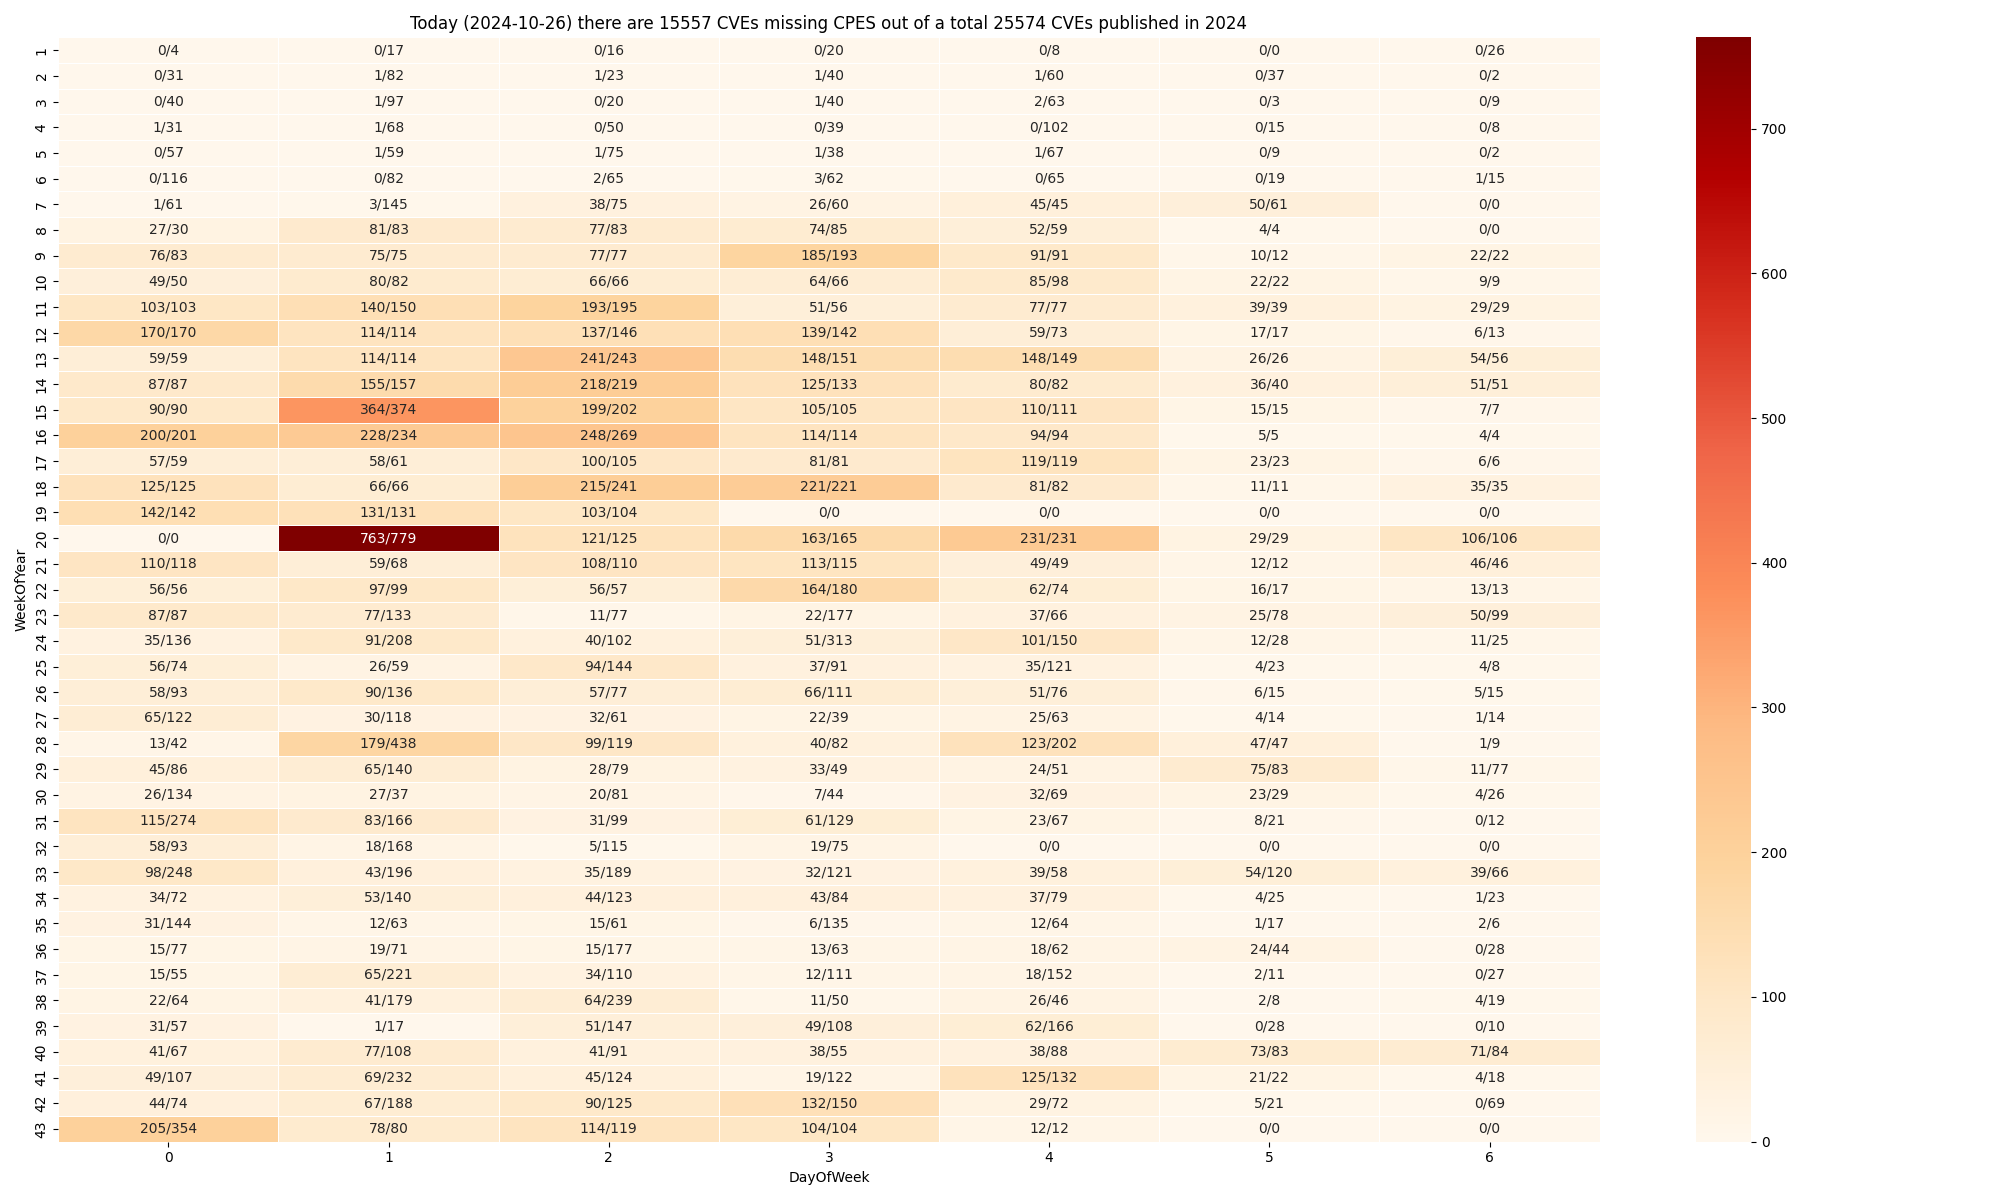 Today (2024-10-26) there are 15557 CVEs missing CPES out of a total 25574 CVEs published in 2024
WeekOfYear
1 0/4 0/17 0/16 0/20 0/8 0/0 0/26
2 0/31 1/82 1/23 1/40 1/60 0/37 0/2
3 0/40 1/97 0/20 1/40 2/63 0/3 0/9
4 1/31 1/68 0/50 0/39 0/102 0/15 0/8
5 0/57 1/59 1/75 1/38 1/67 0/9 0/2
6 0/116 0/82 2/65 3/62 0/65 0/19 1/15
7 1/61 3/145 38/75 26/60 45/45 50/61 0/0
8 27/30 81/83 77/83 74/85 52/59 4/4 0/0
9 76/83 75/75 77/77 185/193 91/91 10/12 22/22
10 49/50 80/82 66/66 64/66 85/98 22/22 9/9
11 103/103 140/150 193/195 51/56 77/77 39/39 29/29
12 170/170 114/114 137/146 139/142 59/73 17/17 6/13
13 59/59 114/114 241/243 148/151 148/149 26/26 54/56
14 87/87 155/157 218/219 125/133 80/82 36/40 51/51
15 90/90 364/374 199/202 105/105 110/111 15/15 7/7
16 200/201 228/234 248/269 114/114 94/94 5/5 4/4
17 57/59 58/61 100/105 81/81 119/119 23/23 6/6
18 125/125 66/66 215/241 221/221 81/82 11/11 35/35
19 142/142 131/131 103/104 0/0 0/0 0/0 0/0
20 0/0 763/779 121/125 163/165 231/231 29/29 106/106
21 110/118 59/68 108/110 113/115 49/49 12/12 46/46
22 56/56 97/99 56/57 164/180 62/74 16/17 13/13
23 87/87 77/133 11/77 22/177 37/66 25/78 50/99
24 35/136 91/208 40/102 51/313 101/150 12/28 11/25
25 56/74 26/59 94/144 37/91 35/121 4/23 4/8
26 58/93 90/136 57/77 66/111 51/76 6/15 5/15
27 65/122 30/118 32/61 22/39 25/63 4/14 1/14
28 13/42 179/438 99/119 40/82 123/202 47/47 1/9
29 45/86 65/140 28/79 33/49 24/51 75/83 11/77
30 26/134 27/37 20/81 7/44 32/69 23/29 4/26
31 115/274 83/166 31/99 61/129 23/67 8/21 0/12
32 58/93 18/168 5/115 19/75 0/0 0/0 0/0
33 98/248 43/196 35/189 32/121 39/58 54/120 39/66
34 34/72 53/140 44/123 43/84 37/79 4/25 1/23
35 31/144 12/63 15/61 6/135 12/64 1/17 2/6
36 15/77 19/71 15/177 13/63 18/62 24/44 0/28
37 15/55 65/221 34/110 12/111 18/152 2/11 0/27
38 22/64 41/179 64/239 11/50 26/46 2/8 4/19
39 31/57 1/17 51/147 49/108 62/166 0/28 0/10
40 41/67 77/108 41/91 38/55 38/88 73/83 71/84
41 49/107 69/232 45/124 19/122 125/132 21/22 4/18
42 44/74 67/188 90/125 132/150 29/72 5/21 0/69
43 205/354 78/80 114/119 104/104 12/12 0/0 0/0
0 1 2 3 4 5 6
DayOfWeek
700
600
500
400
300
200
100
0